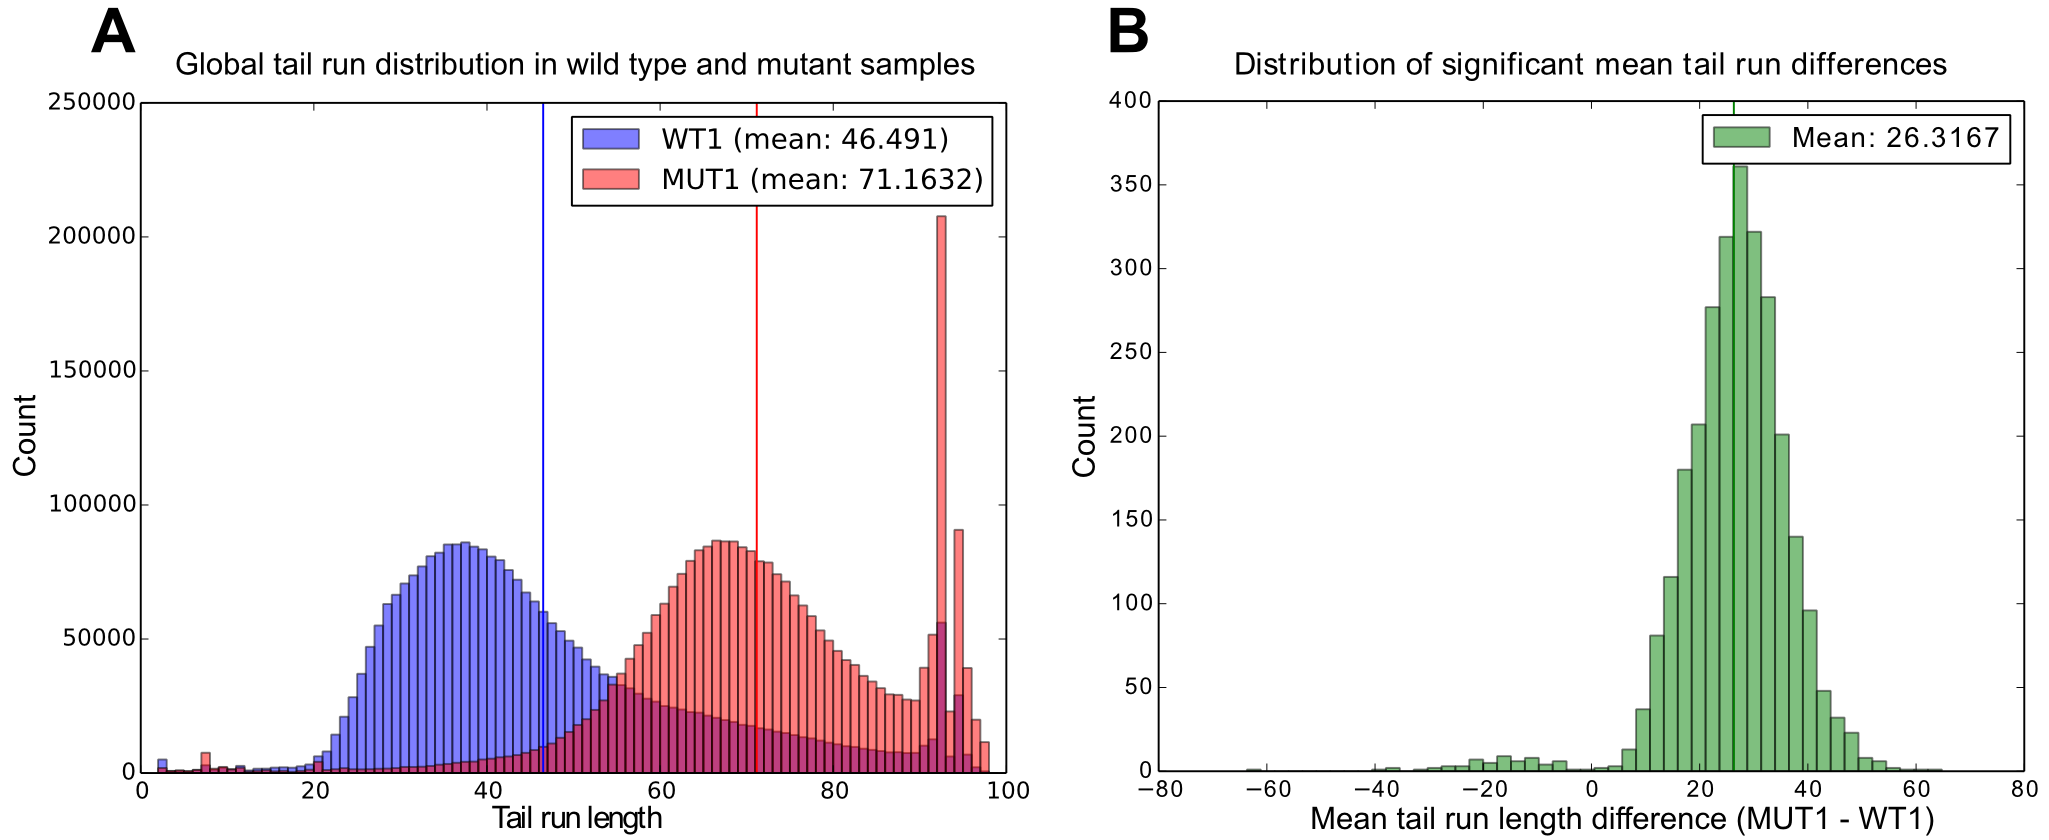 A
Global tail run distribution in wild type and mutant samples
250000
200000
150000
100000
50000
0
Count
WT1 (mean: 46.491)
MUT1 (mean: 71.1632)
0 20 40 60 80 100
Tail run length
B
Distribution of significant mean tail run differences
400
350
300
250
200
150
100
50
0
Count
Mean: 26.3167
−80 −60 −40 −20 0 20 40 60 80
Mean tail run length difference (MUT1 - WT1)